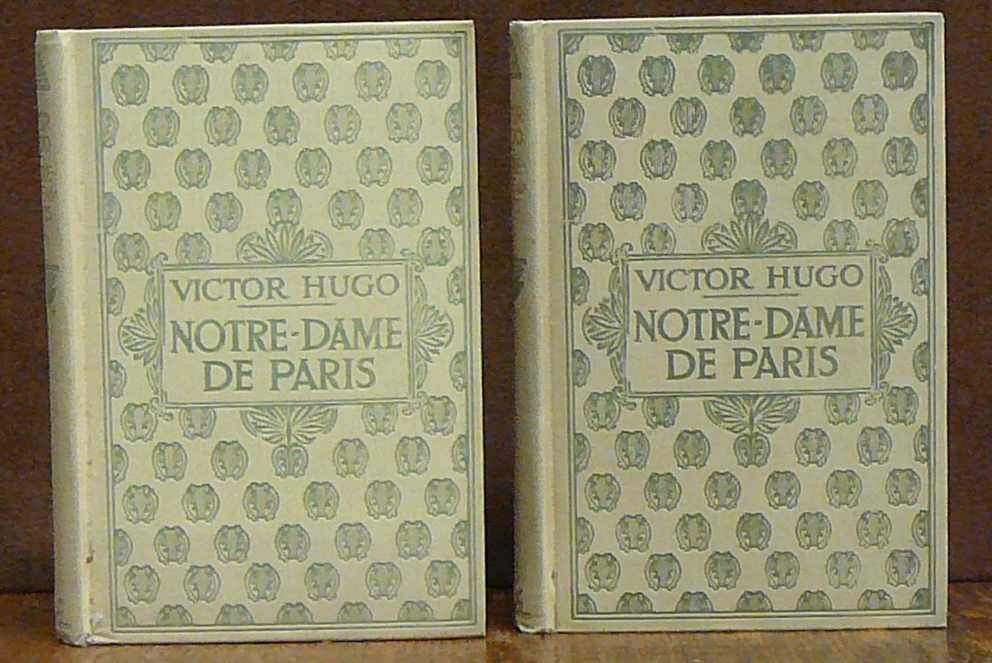 VICTOR HUGO
NOTRE-DAME
DE PARIS
VICTOR HUGO
NOTRE-DAME
DE PARIS